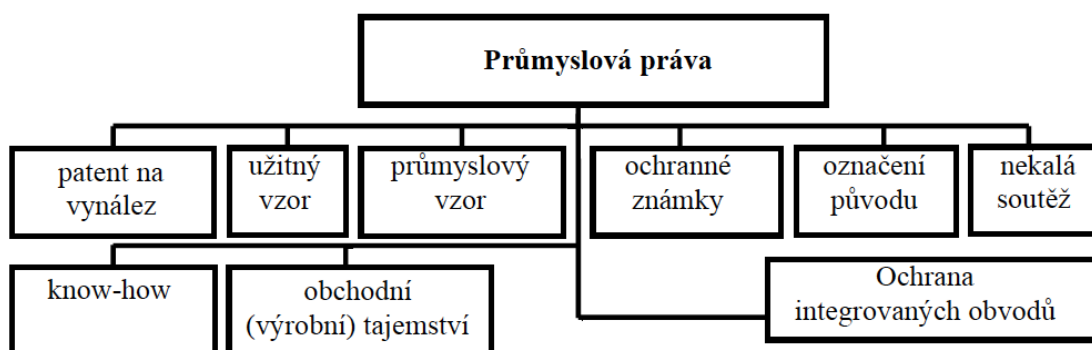 Průmyslová práva
patent na
vynález
užitný
vzor
průmyslový
vzor
ochranné
známky
označení
původu
nekalá
soutěž
know-how
obchodní
(výrobní) tajemství
Ochrana
integrovaných obvodů